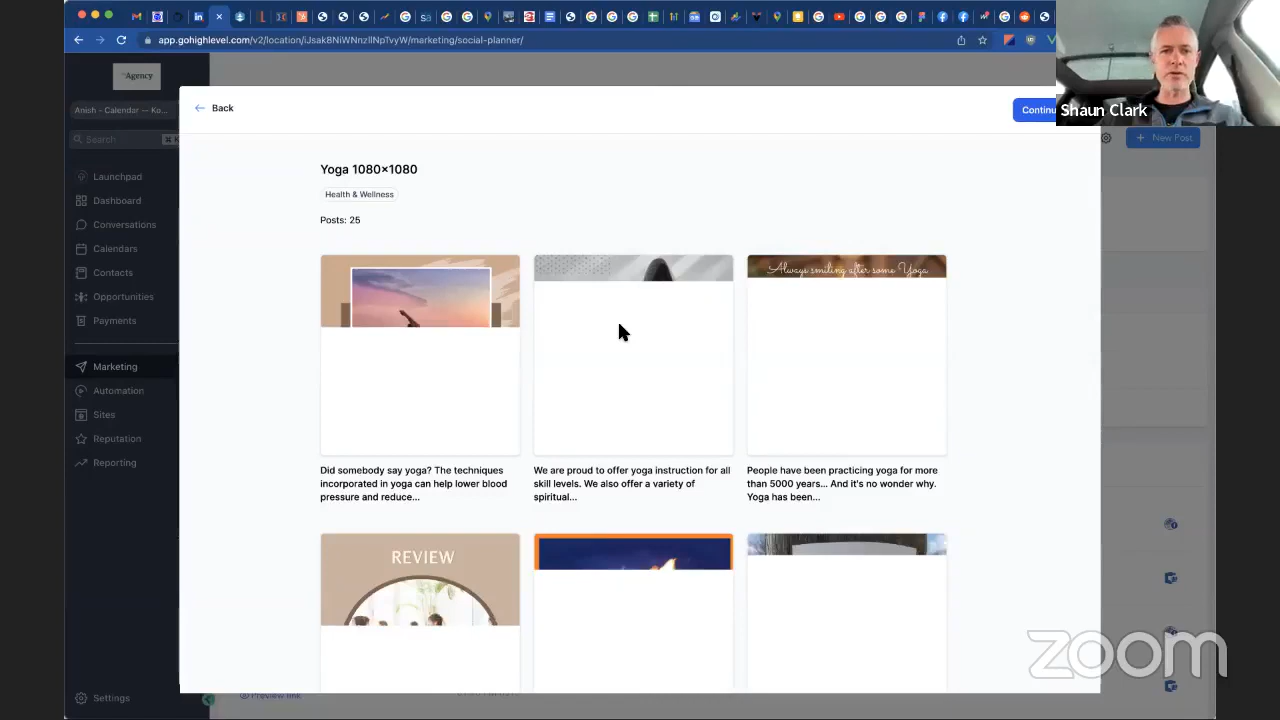 app.gohighlevel.com/v2/location/iJsak8NiWNnzllNpTvyW/marketing/social-planner/
Agency
Anish - Calendar — Ko...
Search
Launchpad
Dashboard
Conversations
Calendars
Contacts
Opportunities
Payments
Marketing
Automation
Sites
Reputation
Reporting
Settings
Back
Continu
Shaun Clark
New Post
Yoga 1080×1080
Health & Wellness
Posts: 25
Always smiling after some Yoga
Did somebody say yoga? The techniques
incorporated in yoga can help lower blood
pressure and reduce...
We are proud to offer yoga instruction for all
skill levels. We also offer a variety of
spiritual...
People have been practicing yoga for more
than 5000 years... And it's no wonder why.
Yoga has been...
REVIEW
Preview link
zoom